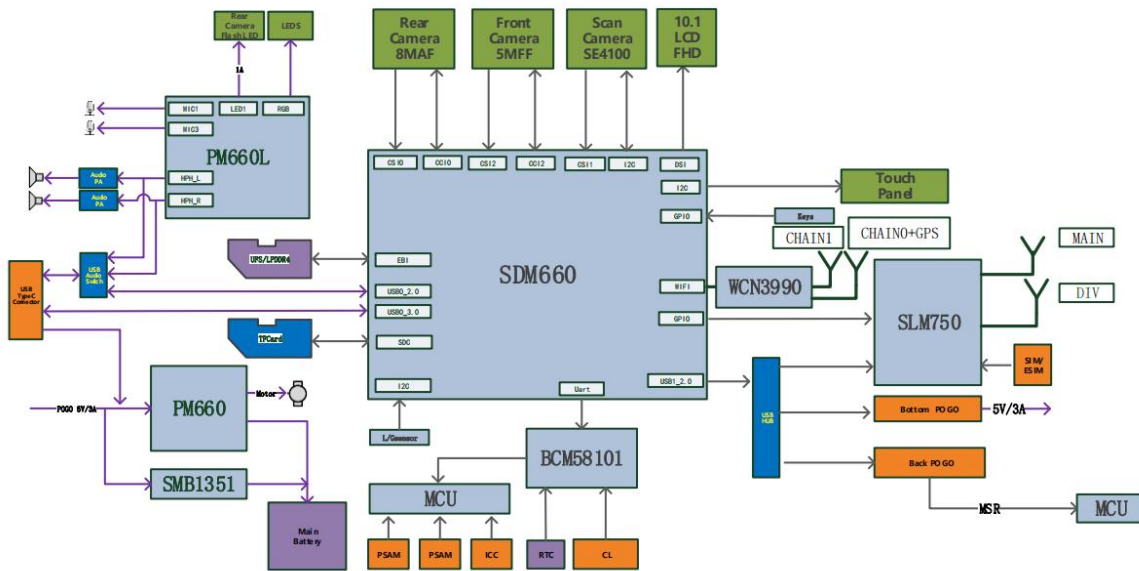 Rear
Camera
flashLED
LEDS
1A
MIC1
LED1
RGB
MIC3
PM660L
HPH_L
HPH_R
Audio
PA
Audio
PA
USB
Audio
Switch
USB
TypeC
Connector
Rear
Camera
8MAF
Front
Camera
5MFF
Scan
Camera
SE4100
10.1
LCD
FHD
CSI0
CCI0
CSI2
CCI2
CSI1
I2C
DSI
I2C
GPIO
Touch
Panel
Keys
CHAIN1
CHAIN0+GPS
MAIN
DIV
UFS/LPDDR4
EBI
SDM660
WIFI
WCN3990
SLM750
USB0_2.0
USB0_3.0
GPIO
TFCard
SDC
I2C
Uart
USB1_2.0
SIM/
ESIM
USB
HUB
Bottom POGO
5V/3A
Back POGO
MSR
MCU
POGO 5V/3A
PM660
Motor
SMB1351
Main
Battery
L/Gsensor
BCM58101
MCU
PSAM
PSAM
ICC
RTC
CL